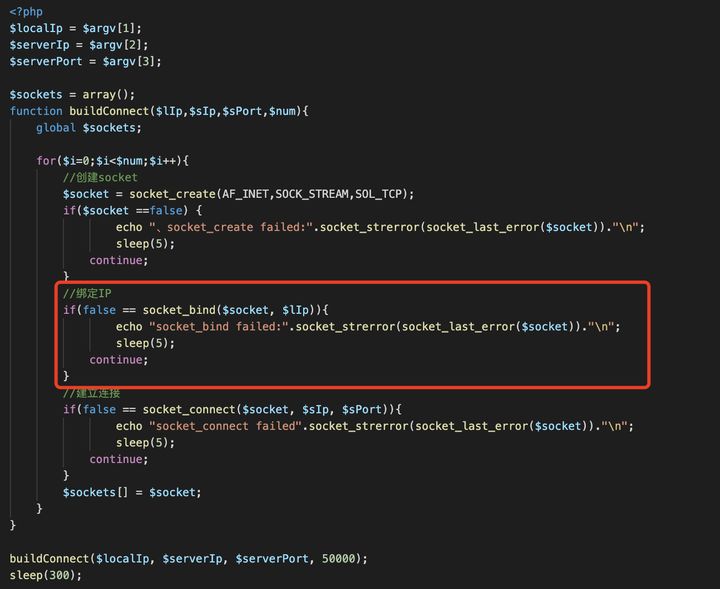 <?php
$localIp = $argv[1];
$serverIp = $argv[2];
$serverPort = $argv[3];
$sockets = array();
function buildConnect($lIp,$sIp,$sPort,$num){
global $sockets;
for($i=0;$i<$num;$i++){
//创建socket
$socket = socket_create(AF_INET,SOCK_STREAM,SOL_TCP);
if($socket ==false) {
echo "、socket_create failed:".socket_strerror(socket_last_error($socket))."\n";
sleep(5);
continue;
}
//绑定IP
if(false == socket_bind($socket, $lIp)){
echo "socket_bind failed:".socket_strerror(socket_last_error($socket))."\n";
sleep(5);
continue;
}
//建立连接
if(false == socket_connect($socket, $sIp, $sPort)){
echo "socket_connect failed".socket_strerror(socket_last_error($socket))."\n";
sleep(5);
continue;
}
$sockets[] = $socket;
}
}
buildConnect($localIp, $serverIp, $serverPort, 50000);
sleep(300);